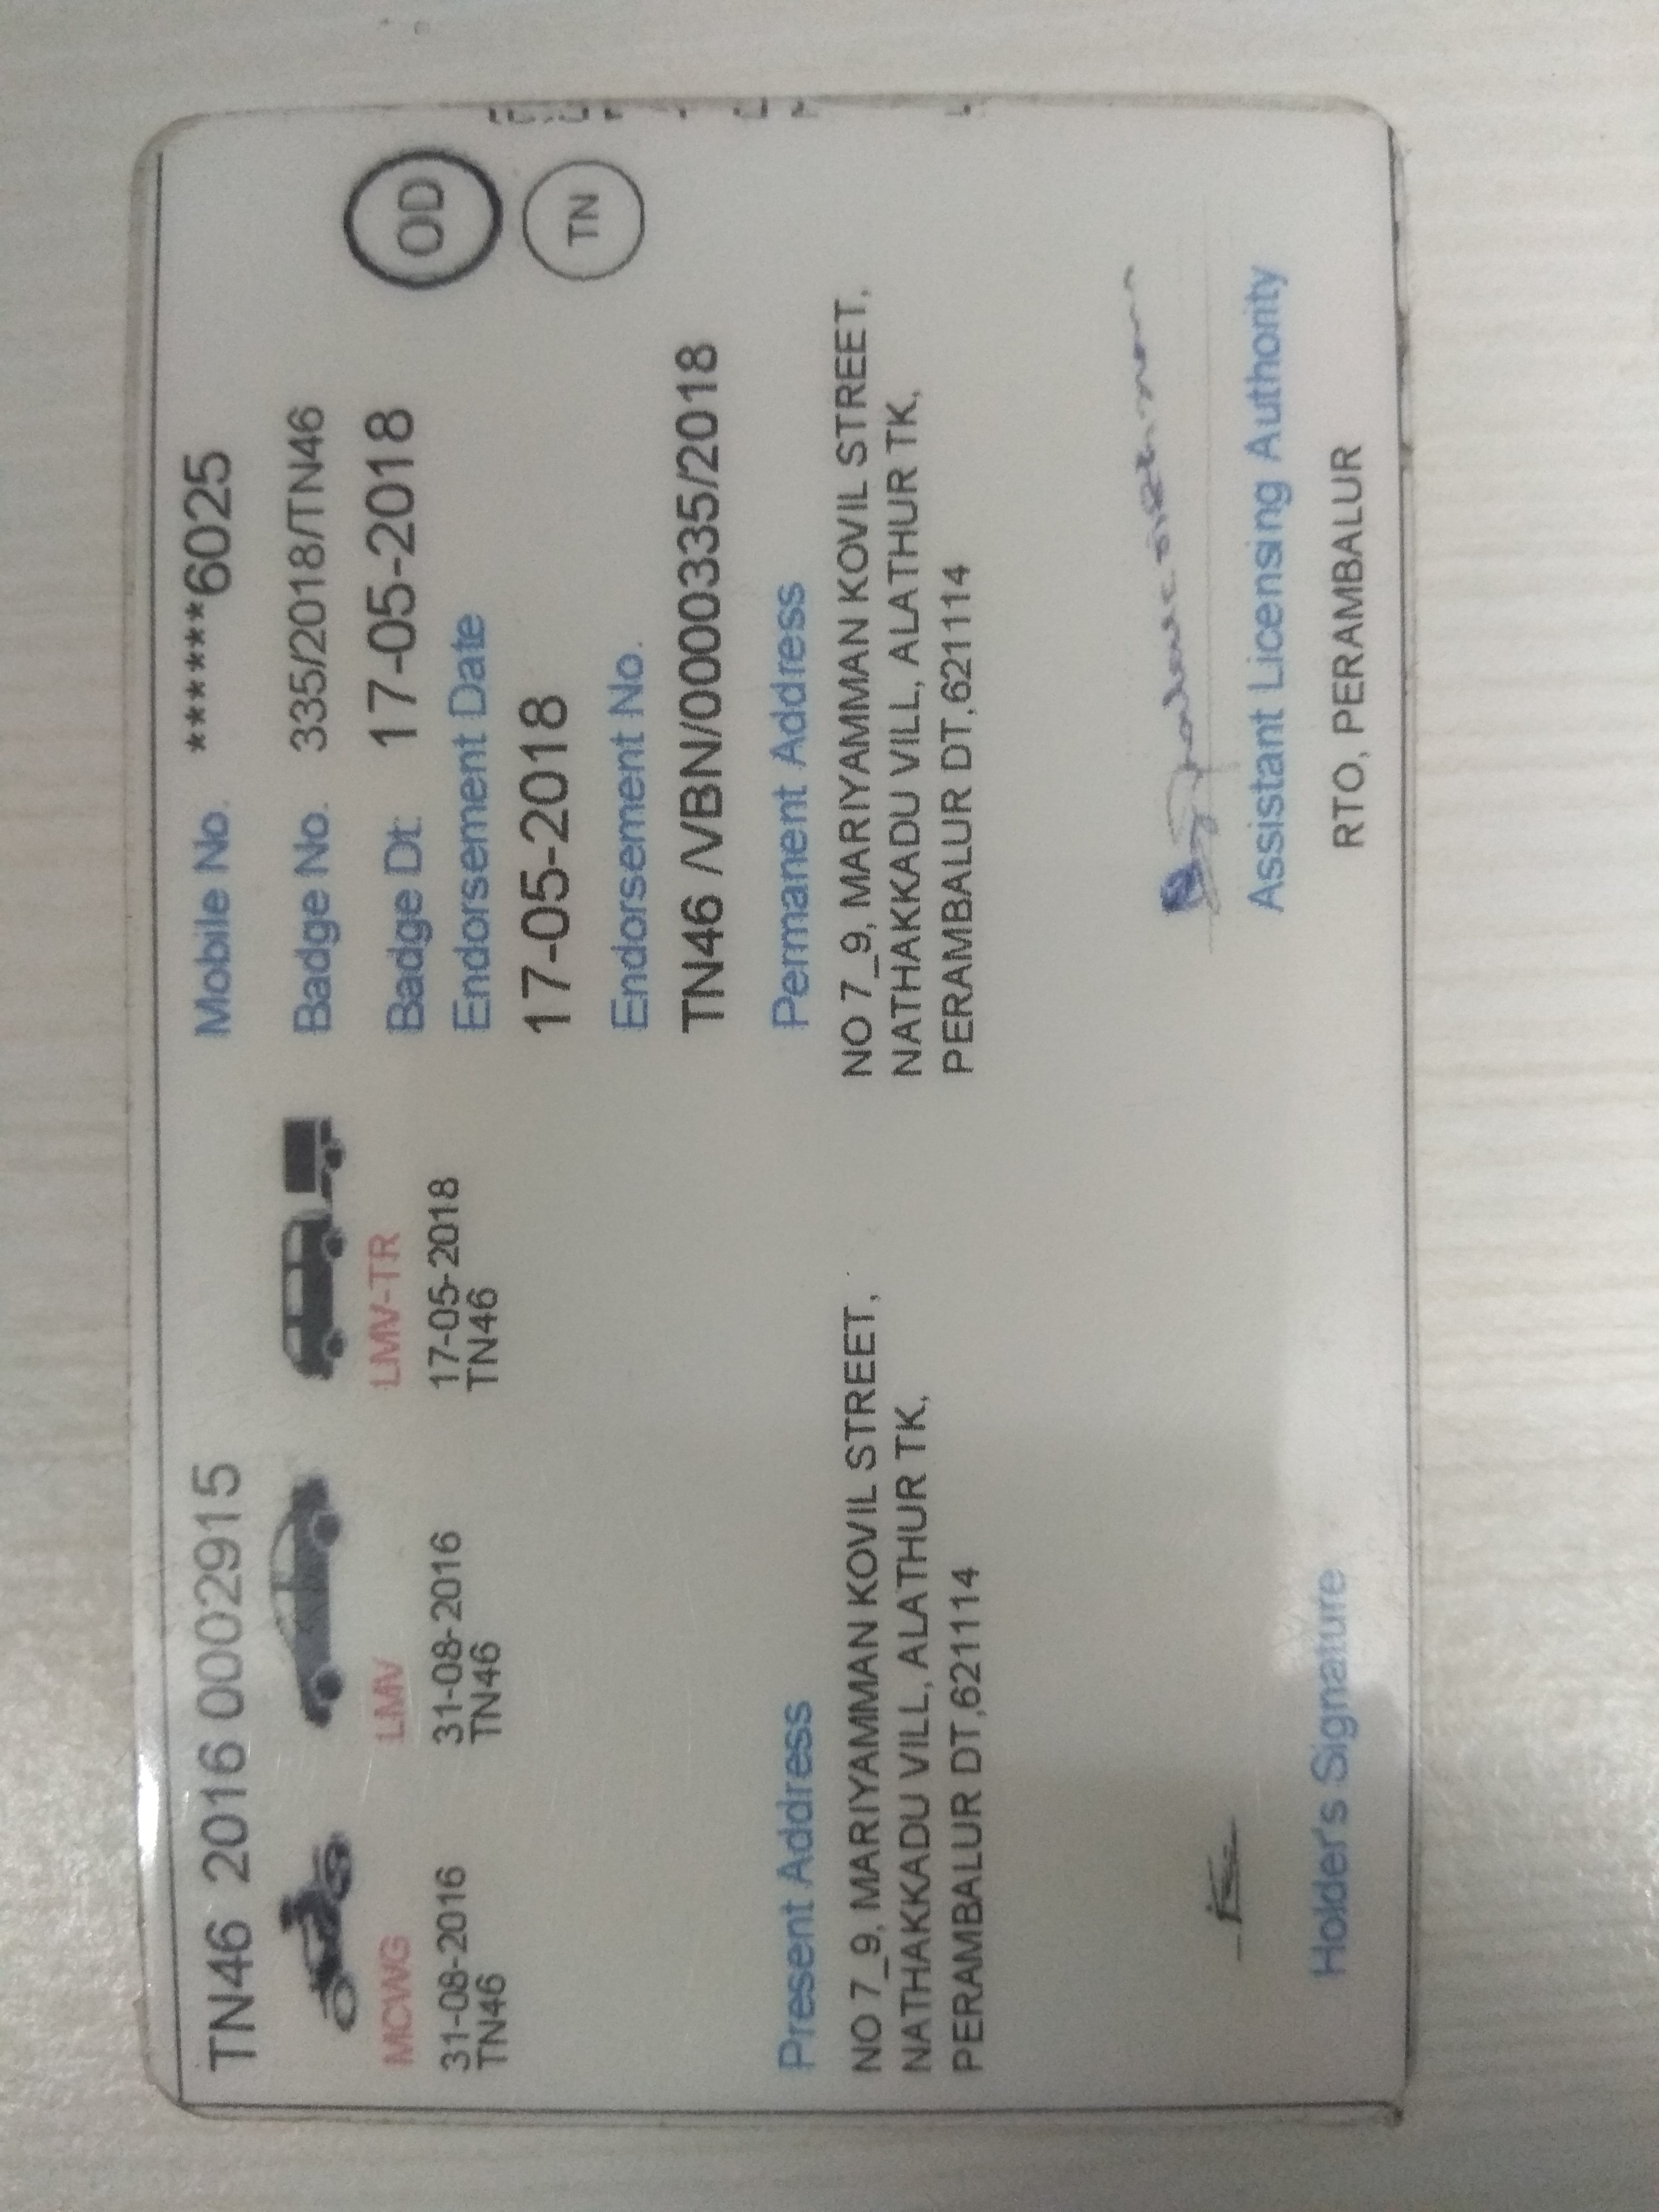 TN46 2016 0002915
MCWG
31-08-2016
TN46
LMV
31-08-2016
TN46
LMV-TR
17-05-2018
TN46
Mobile No. ******6025
Badge No. 335/2018/TN46
Badge Dt. 17-05-2018
Endorsement Date
17-05-2018
Endorsement No.
TN46 /VBN/0000335/2018
OD
TN
Present Address
NO 7_9, MARIYAMMAN KOVIL STREET,
NATHAKKADU VILL, ALATHUR TK,
PERAMBALUR DT,621114
Permanent Address
NO 7_9, MARIYAMMAN KOVIL STREET,
NATHAKKADU VILL, ALATHUR TK,
PERAMBALUR DT,621114
Holder's Signature
Assistant Licensing Authority
RTO, PERAMBALUR